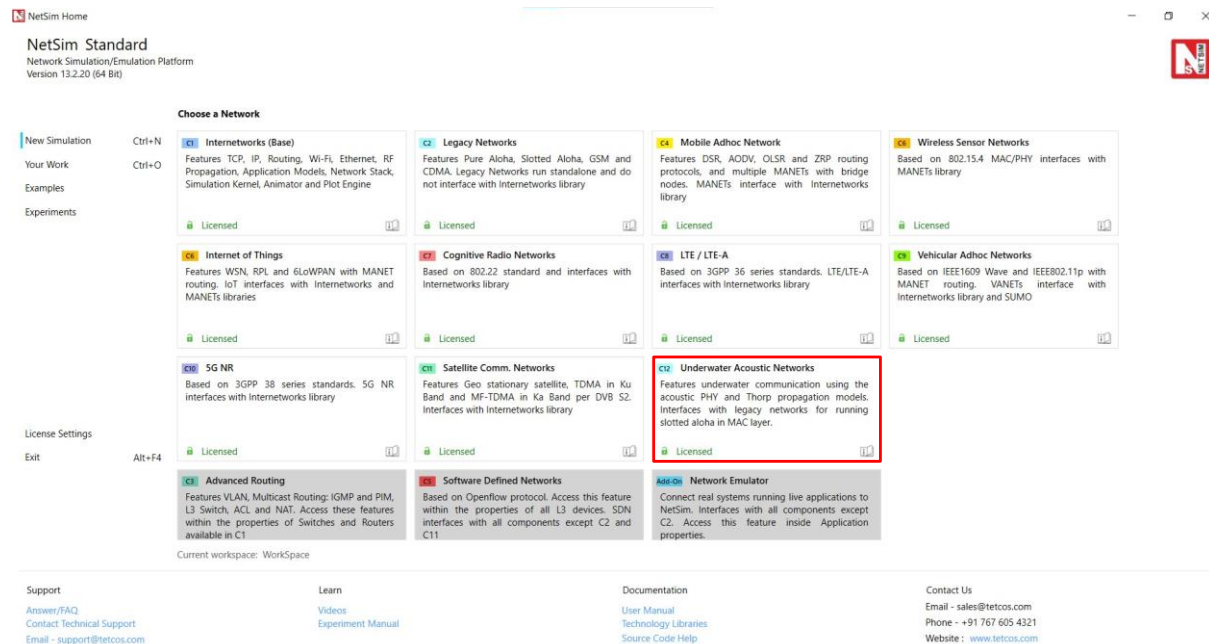 NetSim Home
NetSim Standard
Network Simulation/Emulation Platform
Version 13.2.20 (64 Bit)
NETSIM
Choose a Network
New Simulation Ctrl+N
Your Work Ctrl+O
Examples
Experiments
License Settings
Exit Alt+F4
C1 Internetworks (Base)
Features TCP, IP, Routing, Wi-Fi, Ethernet, RF
Propagation, Application Models, Network Stack,
Simulation Kernel, Animator and Plot Engine
Licensed
C2 Legacy Networks
Features Pure Aloha, Slotted Aloha, GSM and
CDMA. Legacy Networks run standalone and do
not interface with Internetworks library
Licensed
C4 Mobile Adhoc Network
Features DSR, AODV, OLSR and ZRP routing
protocols, and multiple MANETs with bridge
nodes. MANETs interface with Internetworks
library
Licensed
C6 Wireless Sensor Networks
Based on 802.15.4 MAC/PHY interfaces with
MANETs library
Licensed
C6 Internet of Things
Features WSN, RPL and 6LoWPAN with MANET
routing. IoT interfaces with Internetworks and
MANETs libraries
Licensed
C7 Cognitive Radio Networks
Based on 802.22 standard and interfaces with
Internetworks library
Licensed
C8 LTE / LTE-A
Based on 3GPP 36 series standards. LTE/LTE-A
interfaces with Internetworks library
Licensed
C9 Vehicular Adhoc Networks
Based on IEEE1609 Wave and IEEE802.11p with
MANET routing. VANETs interface with
Internetworks library and SUMO
Licensed
C10 5G NR
Based on 3GPP 38 series standards. 5G NR
interfaces with Internetworks library
Licensed
C11 Satellite Comm. Networks
Features Geo stationary satellite, TDMA in Ku
Band and MF-TDMA in Ka Band per DVB S2.
Interfaces with Internetworks library
Licensed
C12 Underwater Acoustic Networks
Features underwater communication using the
acoustic PHY and Thorp propagation models.
Interfaces with legacy networks for running
slotted aloha in MAC layer.
Licensed
C3 Advanced Routing
Features VLAN, Multicast Routing: IGMP and PIM,
L3 Switch, ACL and NAT. Access these features
within the properties of Switches and Routers
available in C1
C5 Software Defined Networks
Based on Openflow protocol. Access this feature
within the properties of all L3 devices. SDN
interfaces with all components except C2 and
C11
Add-On Network Emulator
Connect real systems running live applications to
NetSim. Interfaces with all components except
C2. Access this feature inside Application
properties.
Current workspace: WorkSpace
Support
Answer/FAQ
Contact Technical Support
Email - support@tetcos.com
Learn
Videos
Experiment Manual
Documentation
User Manual
Technology Libraries
Source Code Help
Contact Us
Email - sales@tetcos.com
Phone - +91 767 605 4321
Website : www.tetcos.com